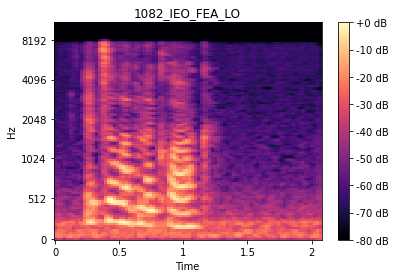 1082_IEO_FEA_LO
+0 dB
8192
-10 dB
4096
-20 dB
-30 dB
2048
Hz
-40 dB
1024
-50 dB
512
-60 dB
-70 dB
0
-80 dB
0
0.5
1
1.5
2
Time